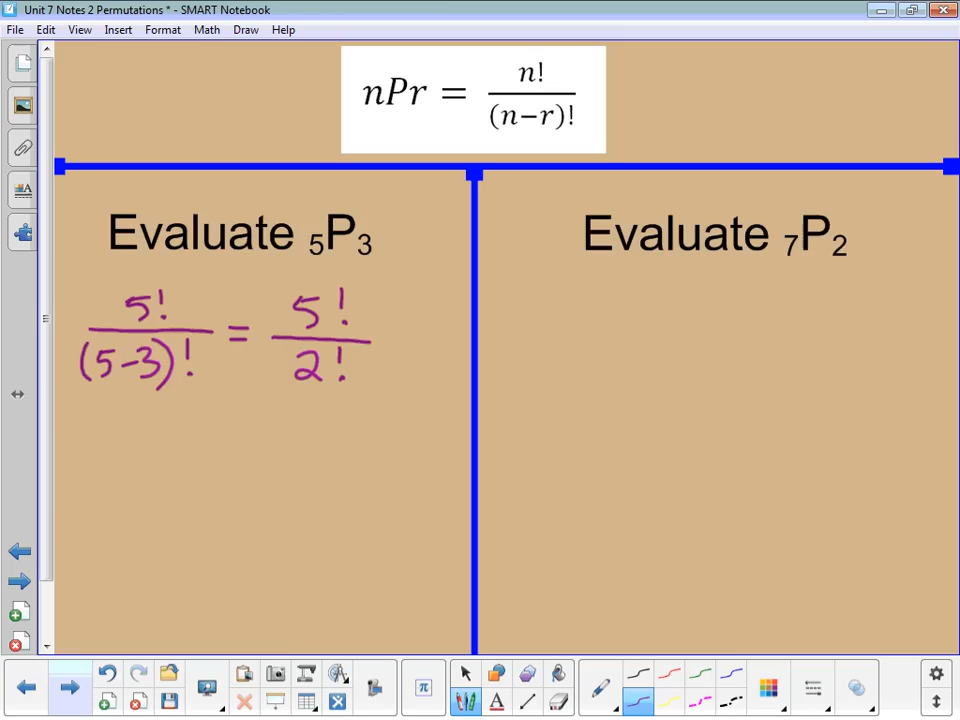 Unit 7 Notes 2 Permutations * - SMART Notebook
File Edit View Insert Format Math Draw Help
nPr = n! / (n−r)!
Evaluate ₅P₃
5! / (5-3)! = 5! / 2!
Evaluate ₇P₂